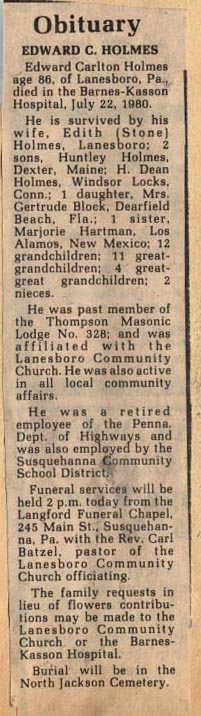 Obituary
EDWARD C. HOLMES
Edward Carlton Holmes
age 86, of Lanesboro, Pa.,
died in the Barnes-Kasson
Hospital, July 22, 1980.
He is survived by his
wife, Edith (Stone)
Holmes, Lanesboro; 2
sons, Huntley Holmes,
Dexter, Maine; H. Dean
Holmes, Windsor Locks,
Conn.; 1 daughter, Mrs.
Gertrude Block, Dearfield
Beach, Fla.; 1 sister,
Marjorie Hartman, Los
Alamos, New Mexico; 12
grandchildren; 11 great-
grandchildren; 4 great-
great grandchildren; 2
nieces.
He was past member of
the Thompson Masonic
Lodge No. 328; and was
affiliated with the
Lanesboro Community
Church. He was also active
in all local community
affairs.
He was a retired
employee of the Penna.
Dept. of Highways and
was also employed by the
Susquehanna Community
School District.
Funeral services will be
held 2 p.m. today from the
Langford Funeral Chapel,
245 Main St., Susquehan-
na, Pa. with the Rev. Carl
Batzel, pastor of the
Lanesboro Community
Church officiating.
The family requests in
lieu of flowers contribu-
tions may be made to the
Lanesboro Community
Church or the Barnes-
Kasson Hospital.
Burial will be in the
North Jackson Cemetery.